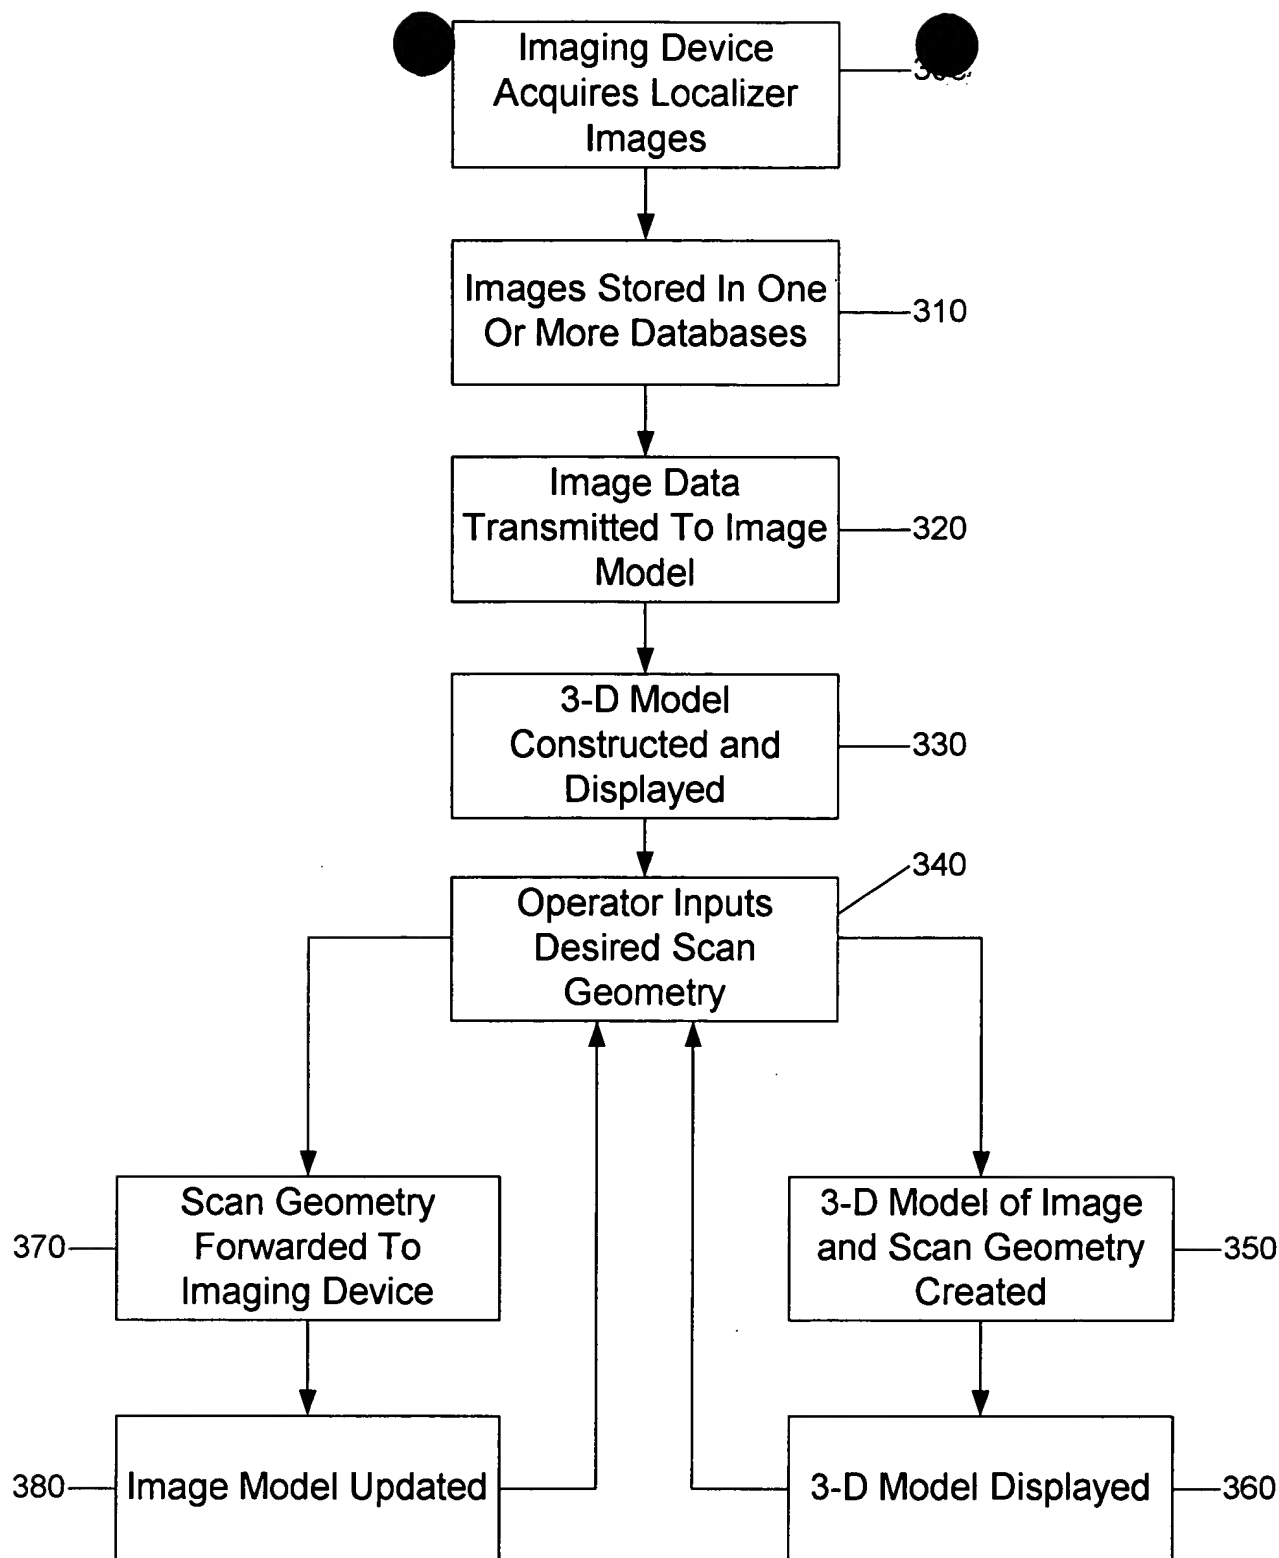 Imaging Device
Acquires Localizer
Images
Images Stored In One
Or More Databases
310
Image Data
Transmitted To Image
Model
320
3-D Model
Constructed and
Displayed
330
340
Operator Inputs
Desired Scan
Geometry
Scan Geometry
Forwarded To
Imaging Device
370
3-D Model of Image
and Scan Geometry
Created
350
380
Image Model Updated
3-D Model Displayed
360